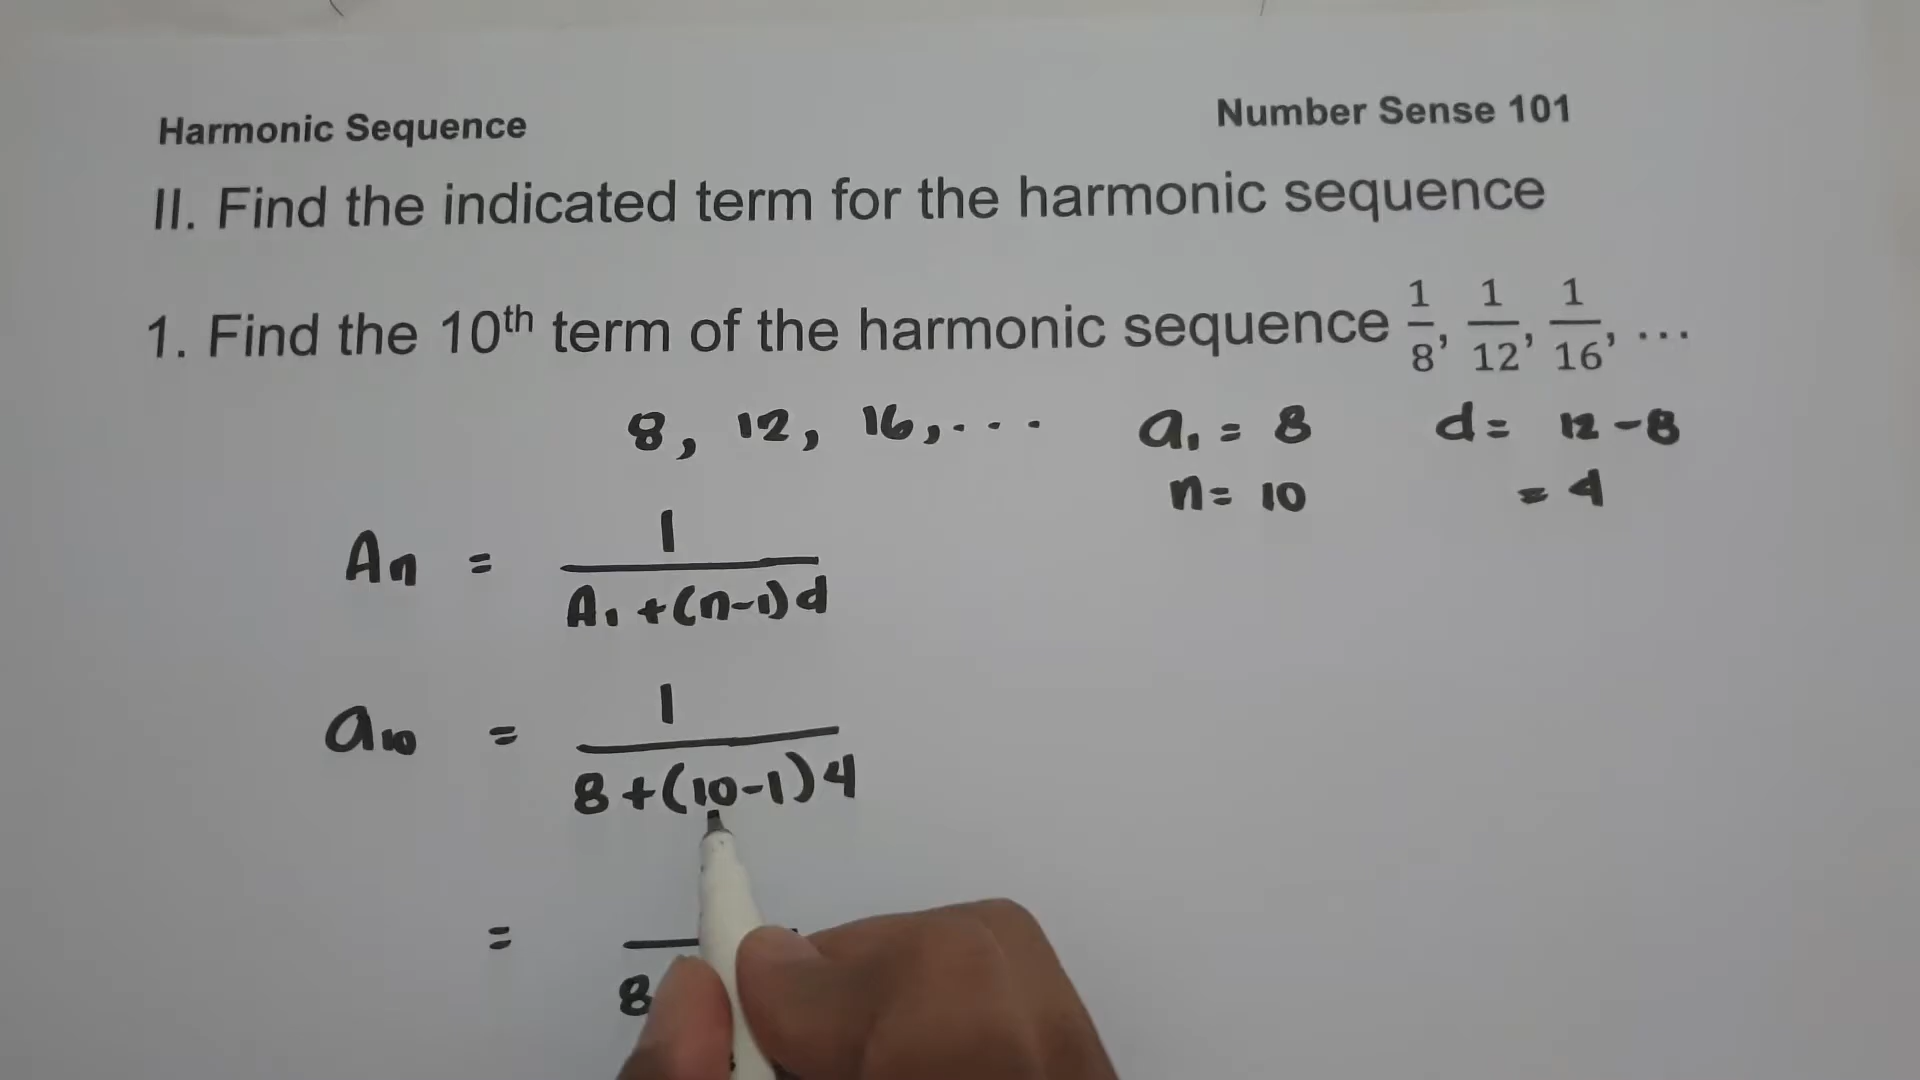 Harmonic Sequence Number Sense 101
II. Find the indicated term for the harmonic sequence
1. Find the 10th term of the harmonic sequence 1/8, 1/12, 1/16, ...
8, 12, 16, ... a₁ = 8 d = 12 - 8
n = 10 = 4
An = 1/(A₁ + (n-1)d)
a₁₀ = 1/(8 + (10-1)4)
=
8